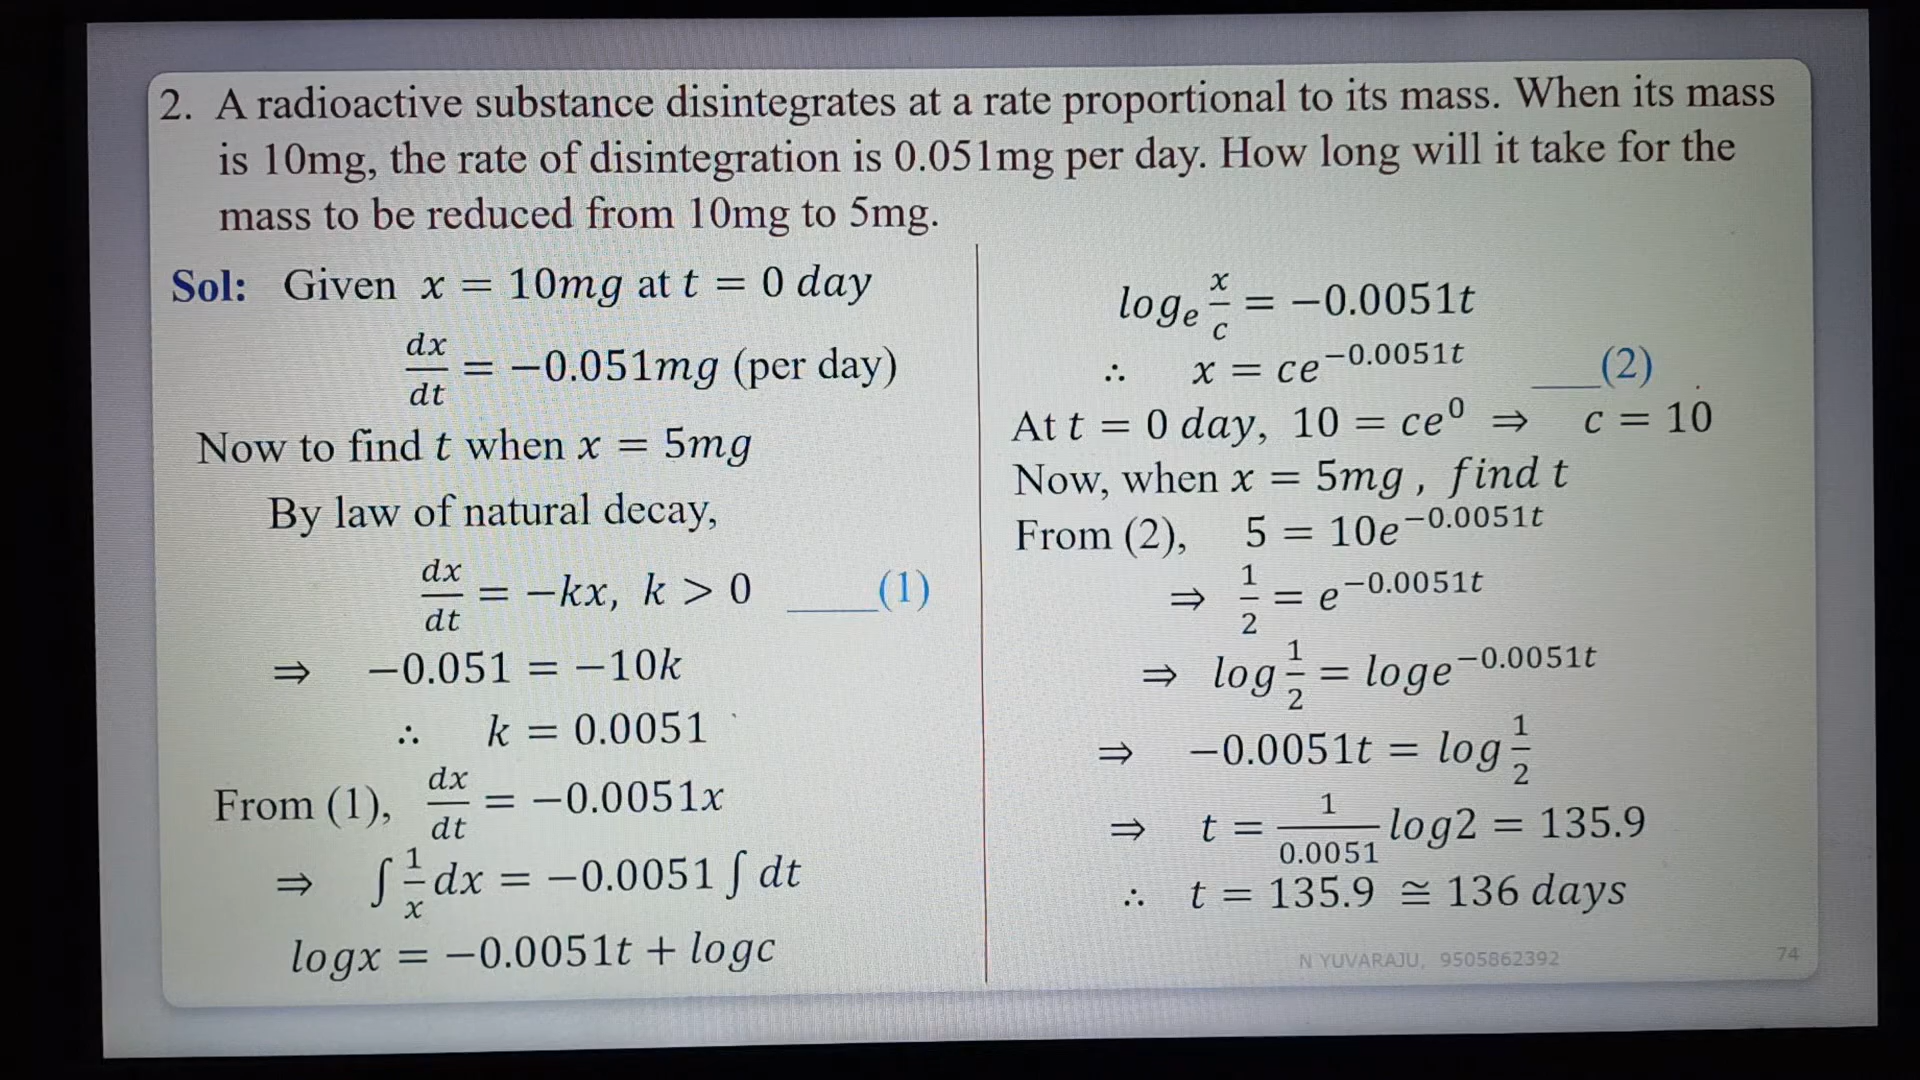 2. A radioactive substance disintegrates at a rate proportional to its mass. When its mass
is 10mg, the rate of disintegration is 0.051mg per day. How long will it take for the
mass to be reduced from 10mg to 5mg.
Sol: Given x = 10mg at t = 0 day
dx/dt = −0.051mg (per day)
Now to find t when x = 5mg
By law of natural decay,
dx/dt = −kx, k > 0 ____(1)
⇒ −0.051 = −10k
∴ k = 0.0051
From (1), dx/dt = −0.0051x
⇒ ∫ 1/x dx = −0.0051 ∫ dt
logx = −0.0051t + logc
logₑ x/c = −0.0051t
∴ x = ce^−0.0051t ___(2)
At t = 0 day, 10 = ce⁰ ⇒ c = 10
Now, when x = 5mg , find t
From (2), 5 = 10e^−0.0051t
⇒ 1/2 = e^−0.0051t
⇒ log 1/2 = loge^−0.0051t
⇒ −0.0051t = log 1/2
⇒ t = 1/0.0051 log2 = 135.9
∴ t = 135.9 ≅ 136 days
N YUVARAJU, 9505862392
74